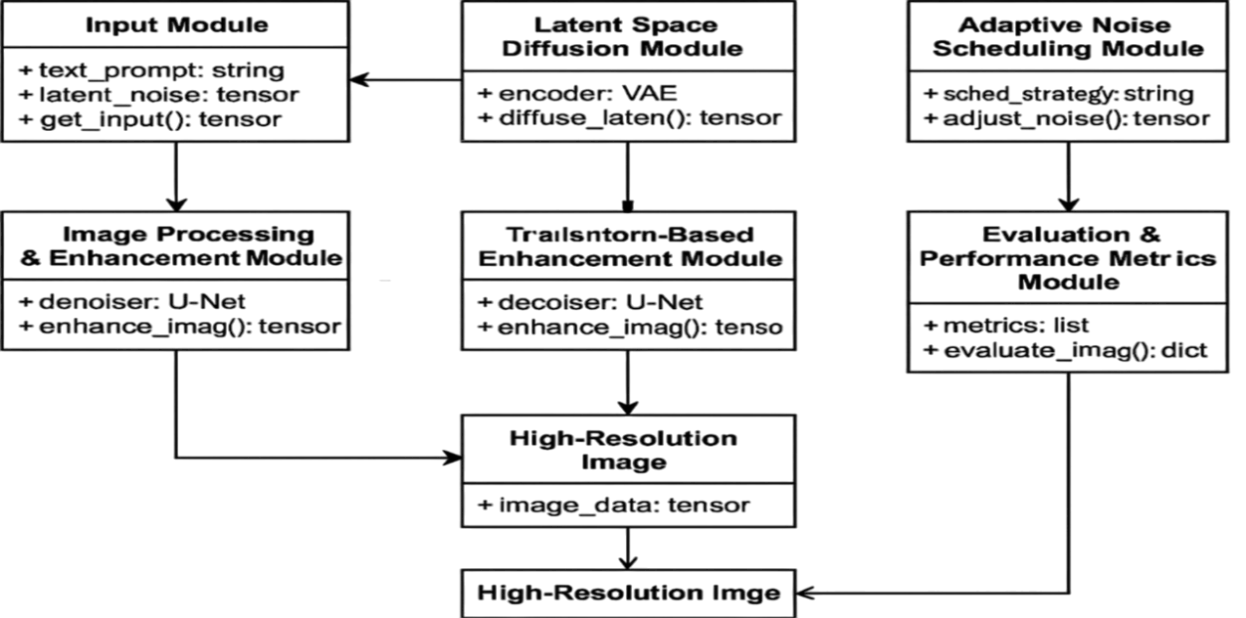 Input Module
+ text_prompt: string
+ latent_noise: tensor
+ get_input(): tensor
Latent Space
Diffusion Module
+ encoder: VAE
+ diffuse_laten(): tensor
Adaptive Noise
Scheduling Module
+ sched_strategy: string
+ adjust_noise(): tensor
Image Processing
& Enhancement Module
+ denoiser: U-Net
+ enhance_imag(): tensor
Trailsntorn-Based
Enhancement Module
+ decoiser: U-Net
+ enhance_imag(): tenso
Evaluation &
Performance Metrics
Module
+ metrics: list
+ evaluate_imag(): dict
High-Resolution
Image
+ image_data: tensor
High-Resolution Imge